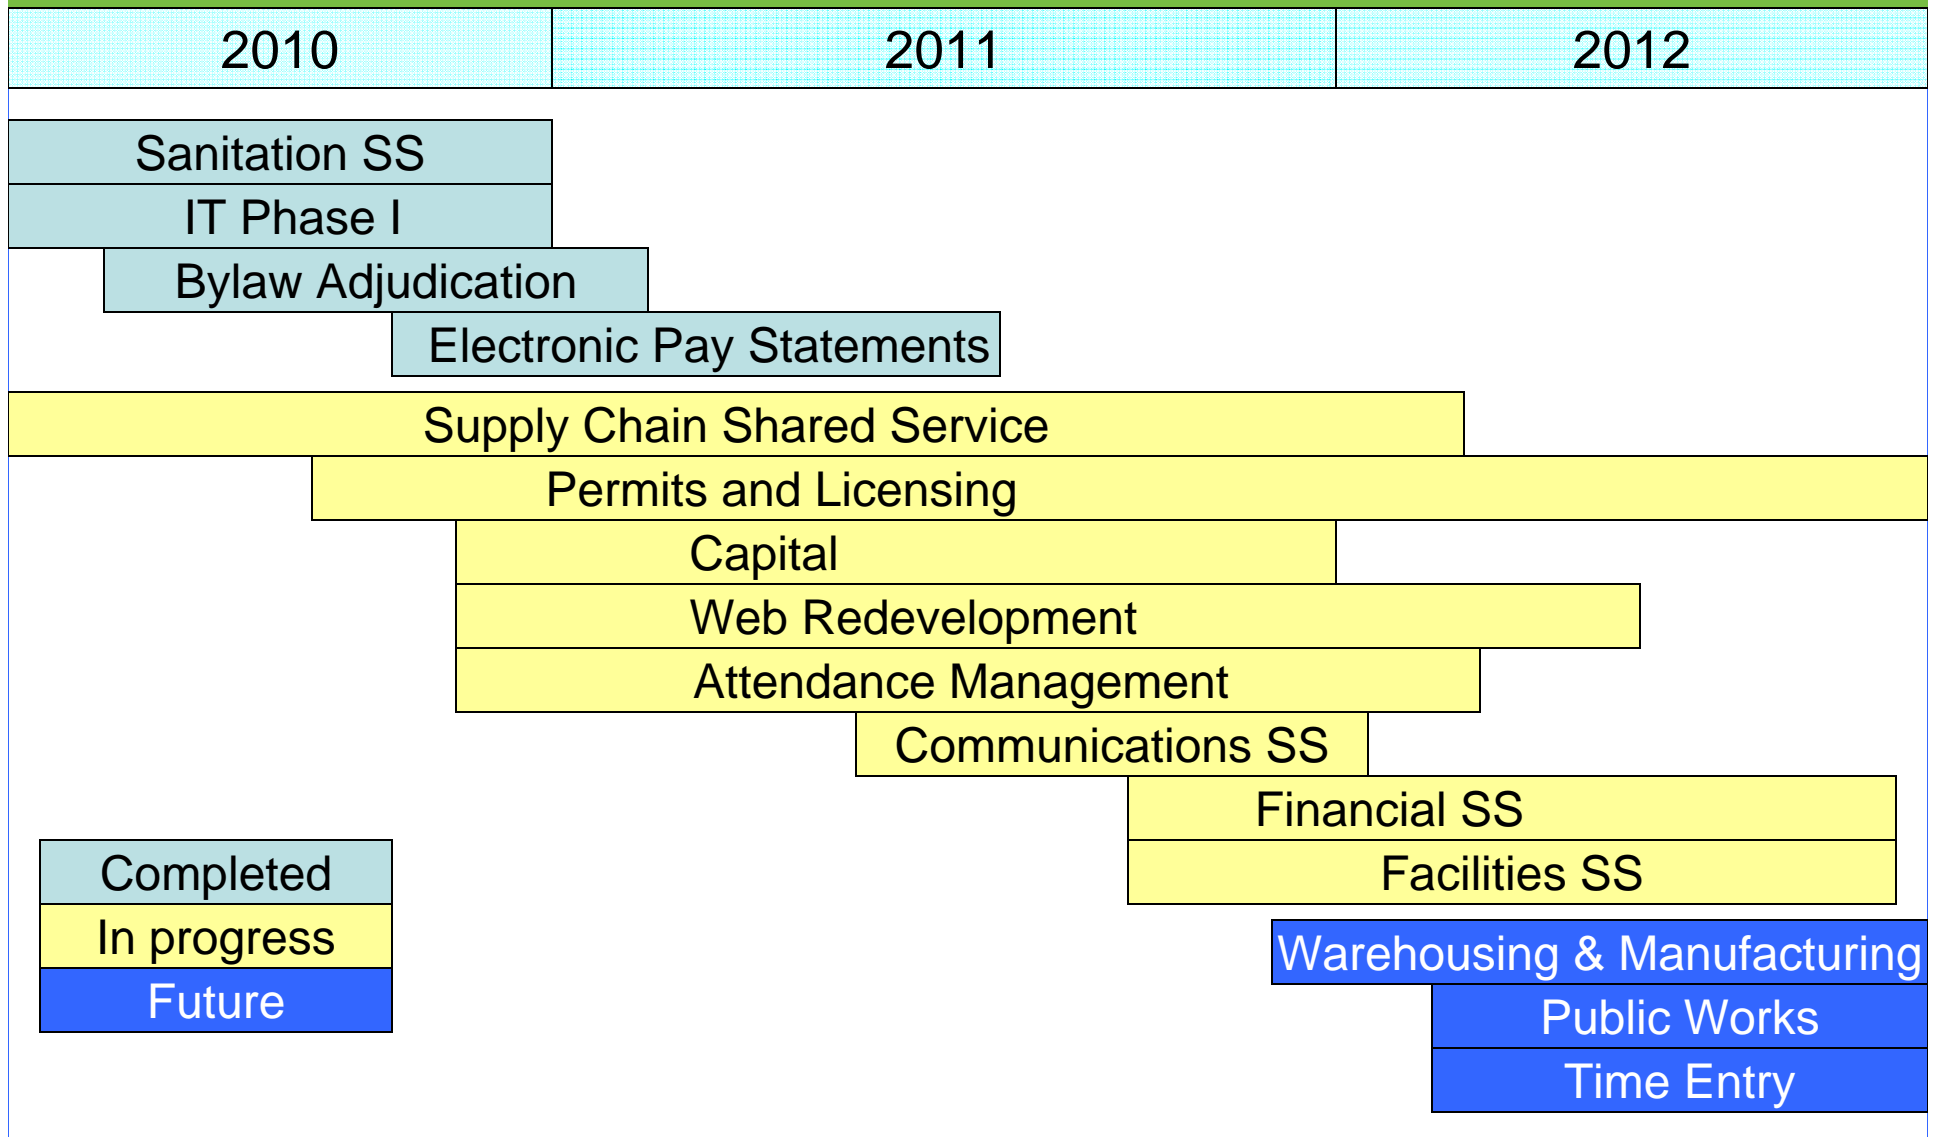 2010 2011 2012
Sanitation SS
IT Phase I
Bylaw Adjudication
Electronic Pay Statements
Supply Chain Shared Service
Permits and Licensing
Capital
Web Redevelopment
Attendance Management
Communications SS
Financial SS
Facilities SS
Completed
In progress
Future
Warehousing & Manufacturing
Public Works
Time Entry